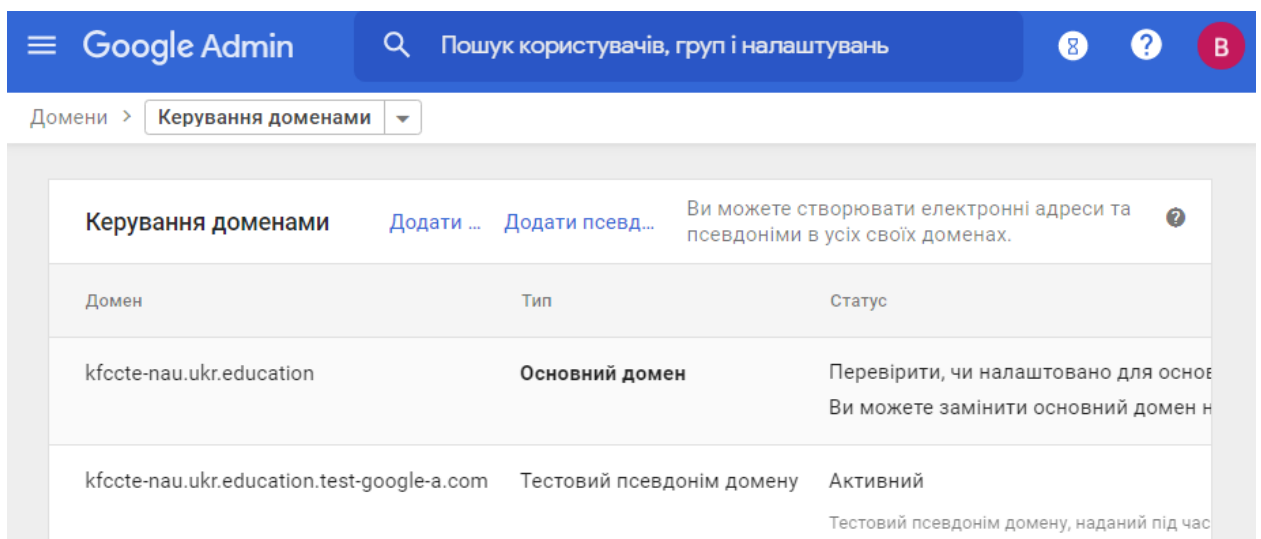 Google Admin
Пошук користувачів, груп і налаштувань
8
?
B
Домени > Керування доменами
Керування доменами Додати ... Додати псевд... Ви можете створювати електронні адреси та
псевдоніми в усіх своїх доменах.
?
Домен Тип Статус
kfccte-nau.ukr.education Основний домен Перевірити, чи налаштовано для основ
Ви можете замінити основний домен н
kfccte-nau.ukr.education.test-google-a.com Тестовий псевдонім домену Активний
Тестовий псевдонім домену, наданий під час